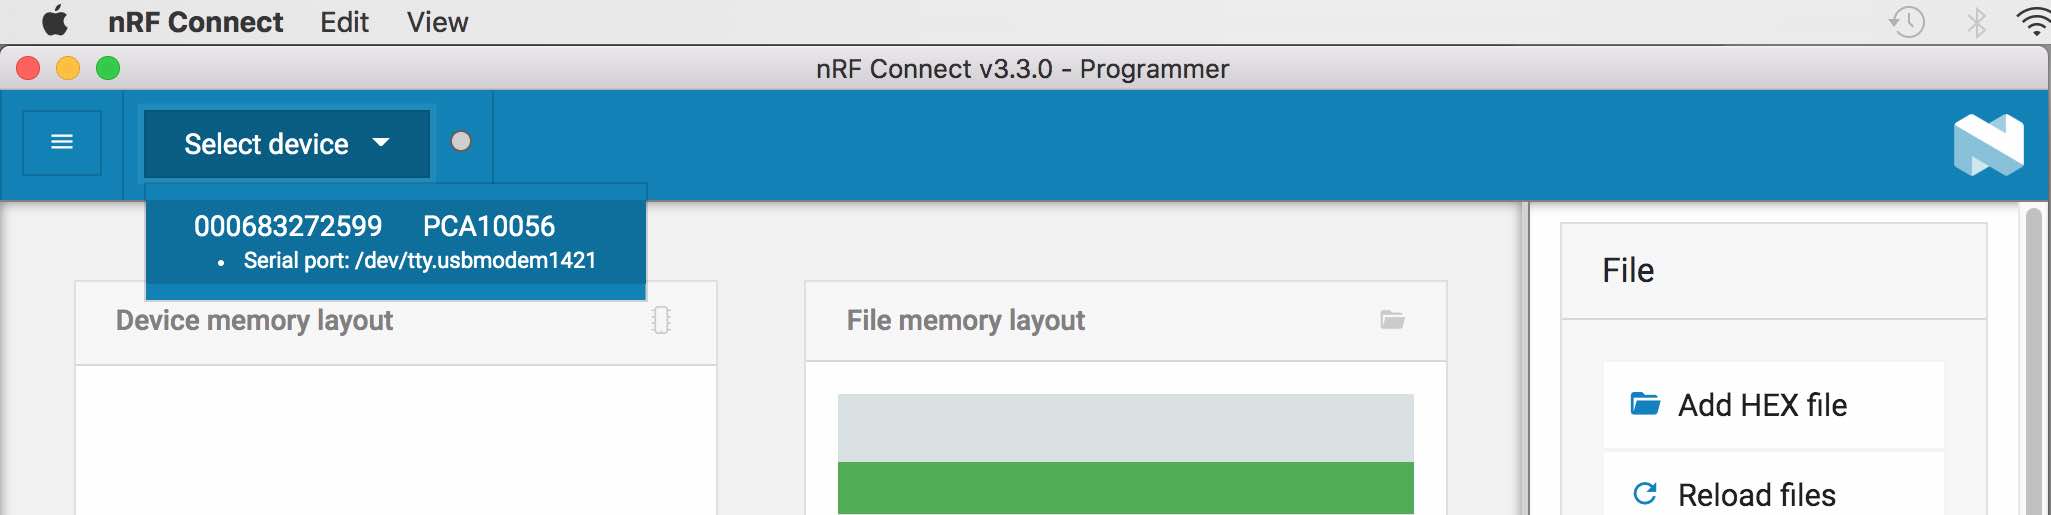 nRF Connect Edit View
nRF Connect v3.3.0 - Programmer
Select device
000683272599 PCA10056
• Serial port: /dev/tty.usbmodem1421
Device memory layout
File memory layout
File
Add HEX file
Reload files